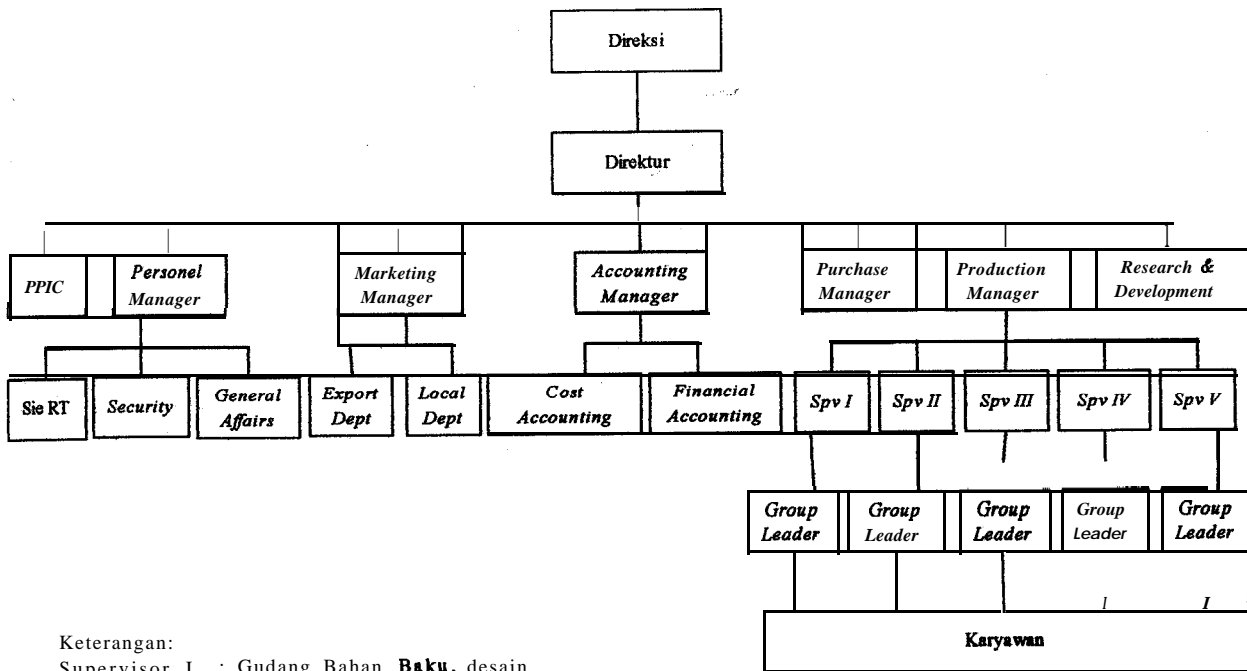 Direksi
Direktur
PPIC
Personel
Manager
Marketing
Manager
Accounting
Manager
Purchase
Manager
Production
Manager
Research &
Development
Sie RT
Security
General
Affairs
Export
Dept
Local
Dept
Cost
Accounting
Financial
Accounting
Spv I
Spv II
Spv III
Spv IV
Spv V
Group
Leader
Group
Leader
Group
Leader
Group
Leader
Group
Leader
Karyawan
Keterangan:
Supervisor I : Gudang Bahan Baku, desain